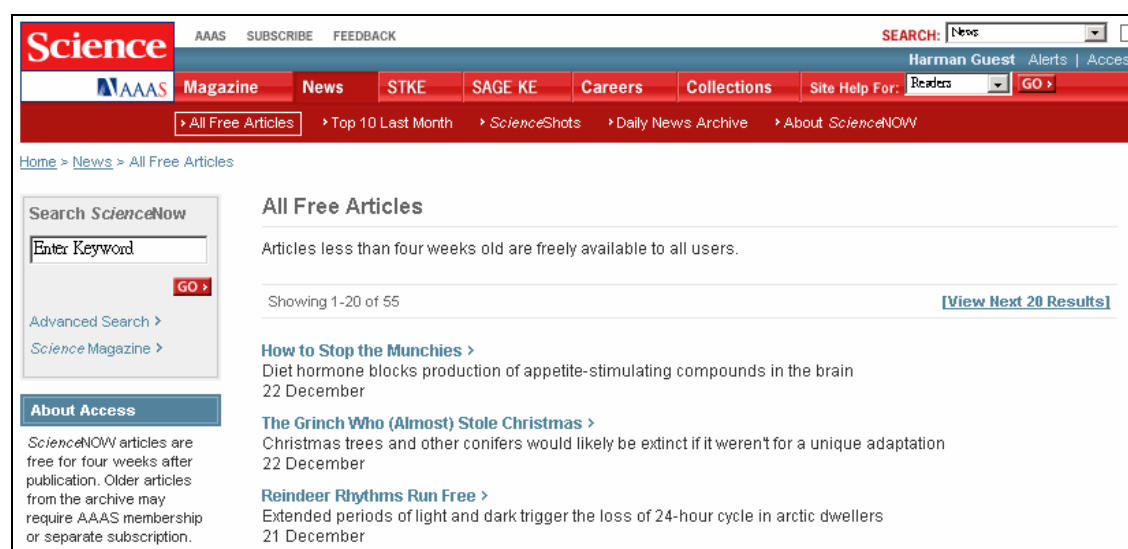 Science
AAAS SUBSCRIBE FEEDBACK
SEARCH: News
Harman Guest Alerts |
AAAS
Magazine News STKE SAGE KE Careers Collections Site Help For: Readers GO ›
› All Free Articles › Top 10 Last Month › ScienceShots › Daily News Archive › About ScienceNOW
Home > News > All Free Articles
Search ScienceNow
Enter Keyword
GO ›
Advanced Search >
Science Magazine >
About Access
ScienceNOW articles are
free for four weeks after
publication. Older articles
from the archive may
require AAAS membership
or separate subscription.
All Free Articles
Articles less than four weeks old are freely available to all users.
Showing 1-20 of 55 [View Next 20 Results]
How to Stop the Munchies >
Diet hormone blocks production of appetite-stimulating compounds in the brain
22 December
The Grinch Who (Almost) Stole Christmas >
Christmas trees and other conifers would likely be extinct if it weren't for a unique adaptation
22 December
Reindeer Rhythms Run Free >
Extended periods of light and dark trigger the loss of 24-hour cycle in arctic dwellers
21 December